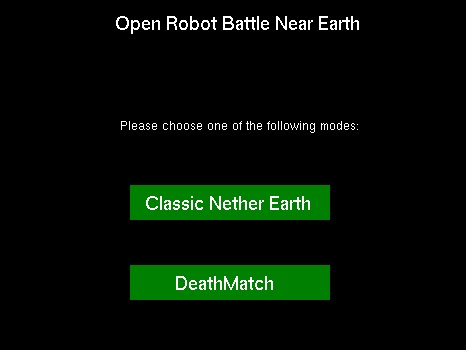 Open Robot Battle Near Earth
Please choose one of the following modes:
Classic Nether Earth
DeathMatch